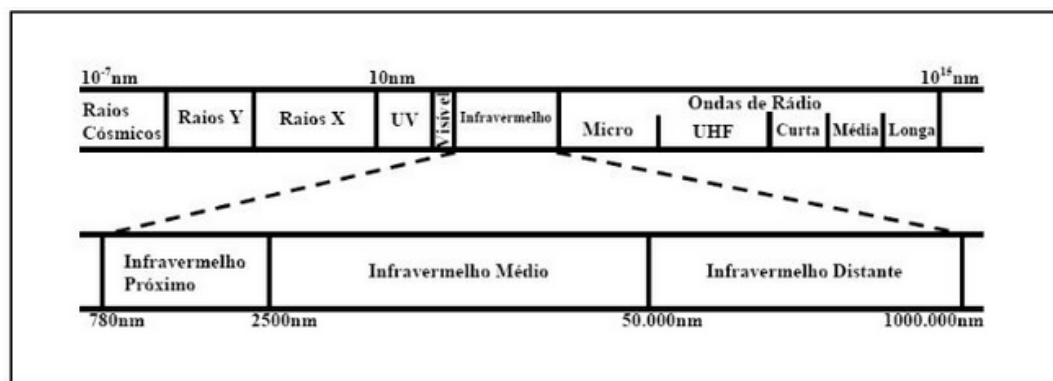 10⁻⁷nm 10nm 10¹⁵nm
Raios Cósmicos
Raios Y
Raios X
UV
Visível
Infravermelho
Ondas de Rádio
Micro
UHF
Curta
Média
Longa
Infravermelho
Próximo
Infravermelho Médio
Infravermelho Distante
780nm 2500nm 50.000nm 1000.000nm